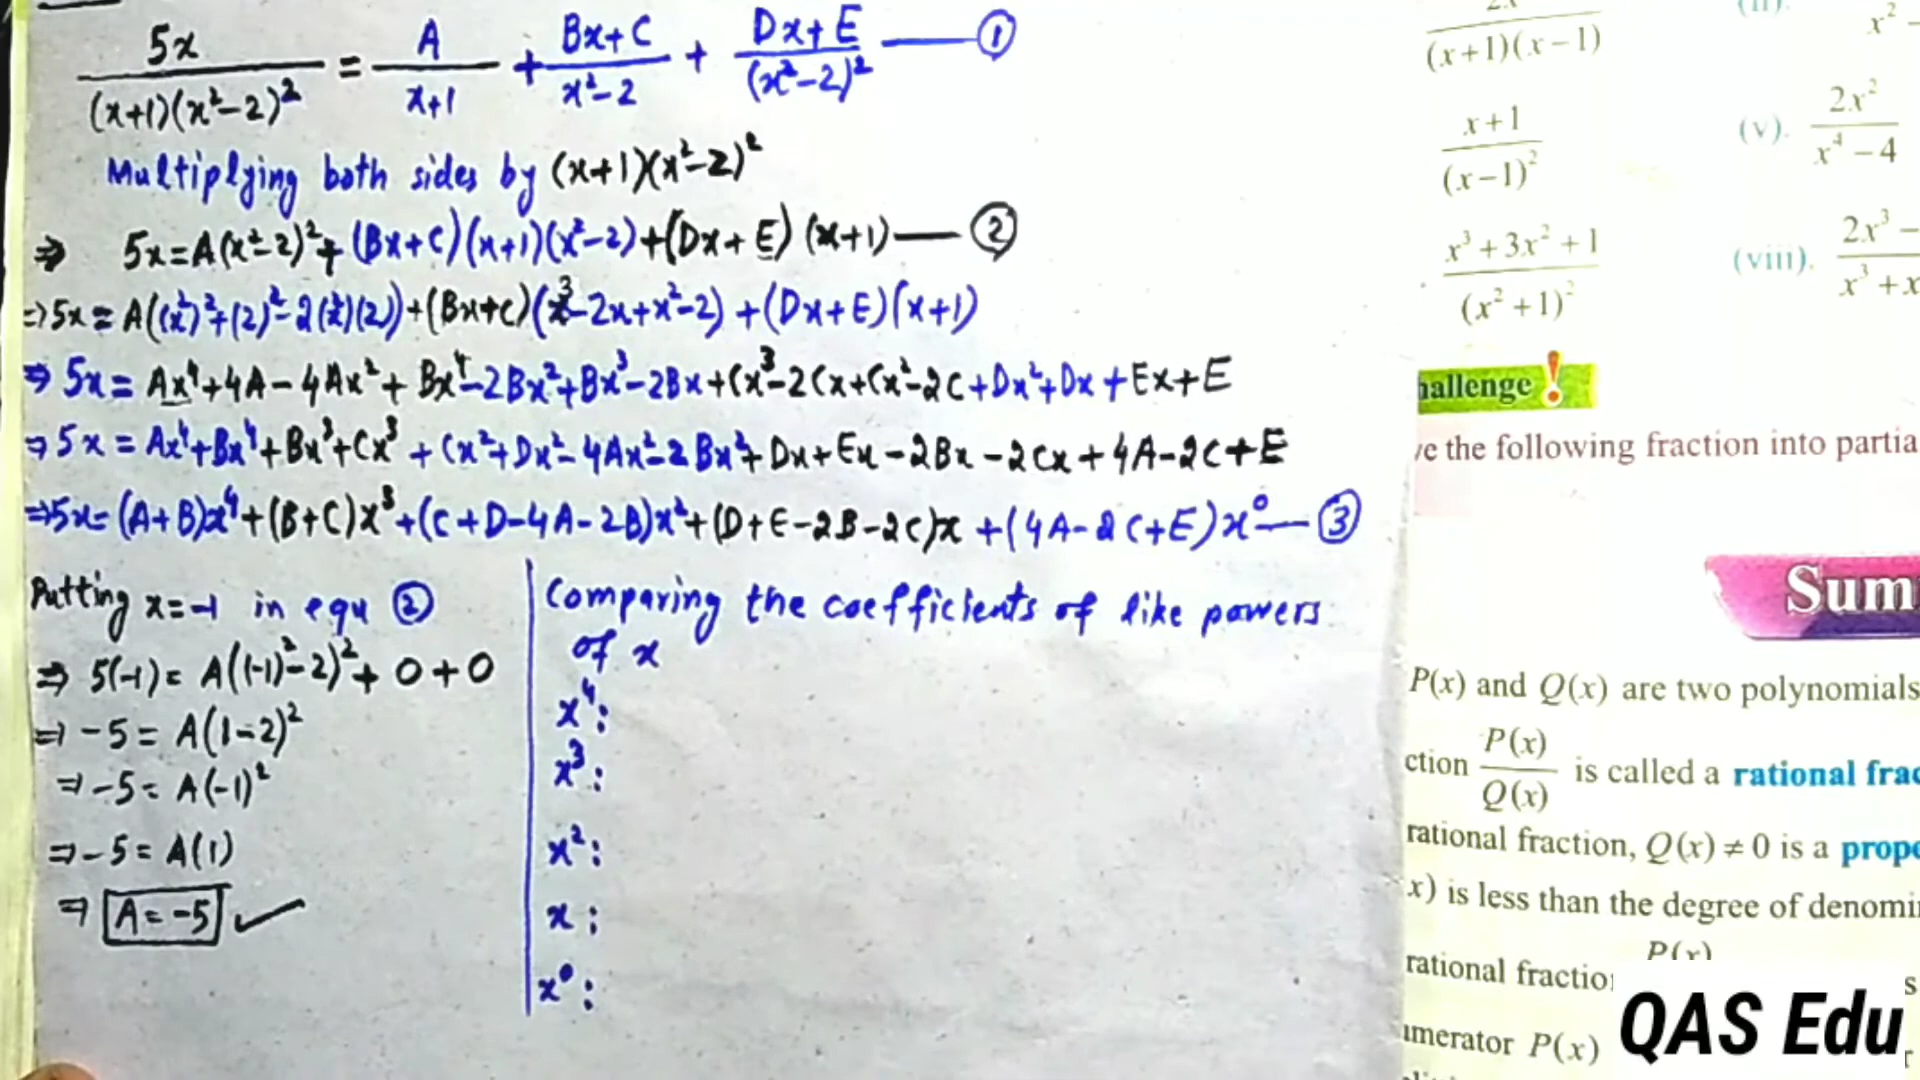 5x/((x+1)(x²-2)²) = A/(x+1) + (Bx+C)/(x²-2) + (Dx+E)/(x²-2)² — ①
Multiplying both sides by (x+1)(x²-2)²
⇒ 5x=A(x²-2)²+(Bx+C)(x+1)(x²-2)+(Dx+E)(x+1) — ②
⇒5x=A((x²)²+(2)²-2(x²)(2))+(Bx+C)(x³-2x+x²-2)+(Dx+E)(x+1)
⇒ 5x= Ax⁴+4A-4Ax²+Bx⁴-2Bx²+Bx³-2Bx+Cx³-2Cx+Cx²-2C+Dx²+Dx+Ex+E
⇒ 5x = Ax⁴+Bx⁴+Bx³+Cx³+Cx²+Dx²-4Ax²-2Bx²+Dx+Ex-2Bx-2Cx+4A-2C+E
⇒5x=(A+B)x⁴+(B+C)x³+(C+D-4A-2B)x²+(D+E-2B-2C)x+(4A-2C+E)x⁰ — ③
Putting x=-1 in equ ②
⇒ 5(-1)= A((-1)²-2)²+0+0
⇒ -5= A(1-2)²
⇒ -5= A(-1)²
⇒ -5= A(1)
⇒ A=-5 ✓
Comparing the coefficients of like powers
of x
x⁴:
x³:
x²:
x:
x⁰:
(x+1)(x-1)
(ii).
x² -
(x+1)/(x-1)²
(v). 2x²/(x⁴-4)
(x³+3x²+1)/(x²+1)²
(viii). 2x³-
x³+x
hallenge!
ve the following fraction into partia
Sum
P(x) and Q(x) are two polynomials
ction P(x)/Q(x) is called a rational frac
rational fraction, Q(x) ≠ 0 is a prope
x) is less than the degree of denomi
rational fractio P(x)
umerator P(x)
QAS Edu